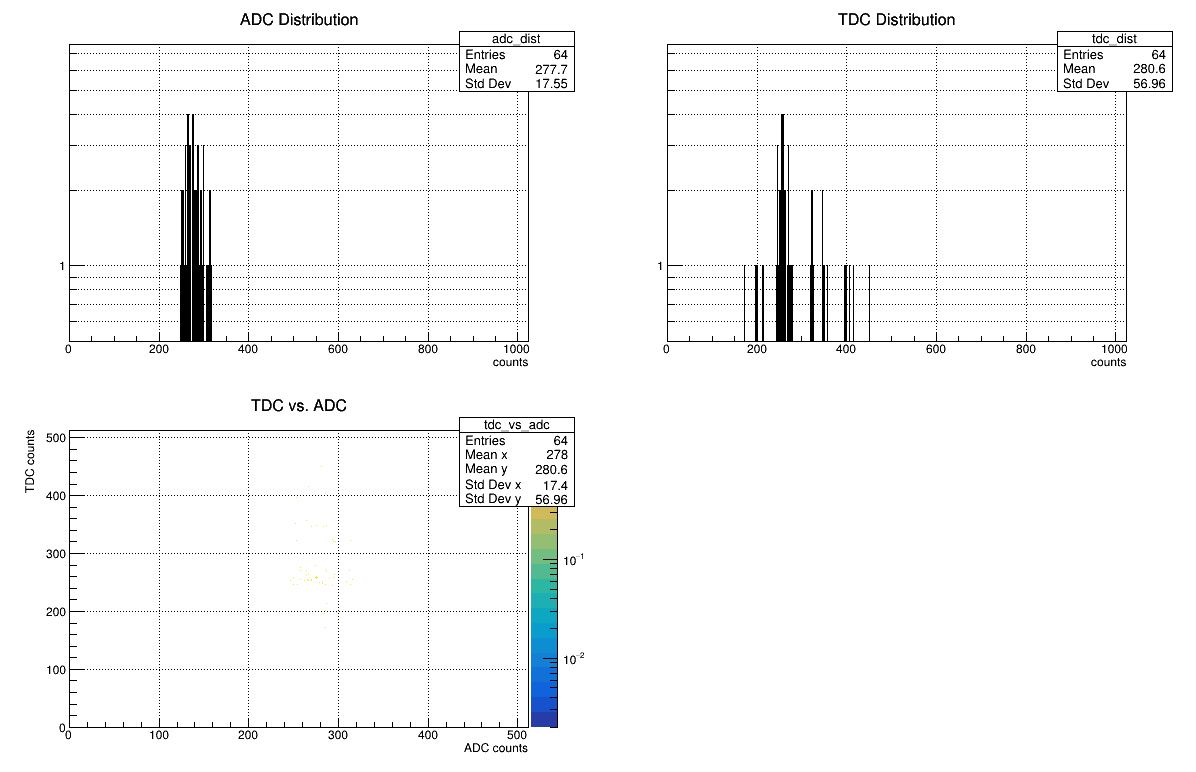 ADC Distribution
adc_dist
Entries 64
Mean 277.7
Std Dev 17.55
1
0 200 400 600 800 1000
counts
TDC Distribution
tdc_dist
Entries 64
Mean 280.6
Std Dev 56.96
1
0 200 400 600 800 1000
counts
TDC vs. ADC
tdc_vs_adc
Entries 64
Mean x 278
Mean y 280.6
Std Dev x 17.4
Std Dev y 56.96
TDC counts
500
400
300
200
100
0
0 100 200 300 400 500
ADC counts
10⁻¹
10⁻²